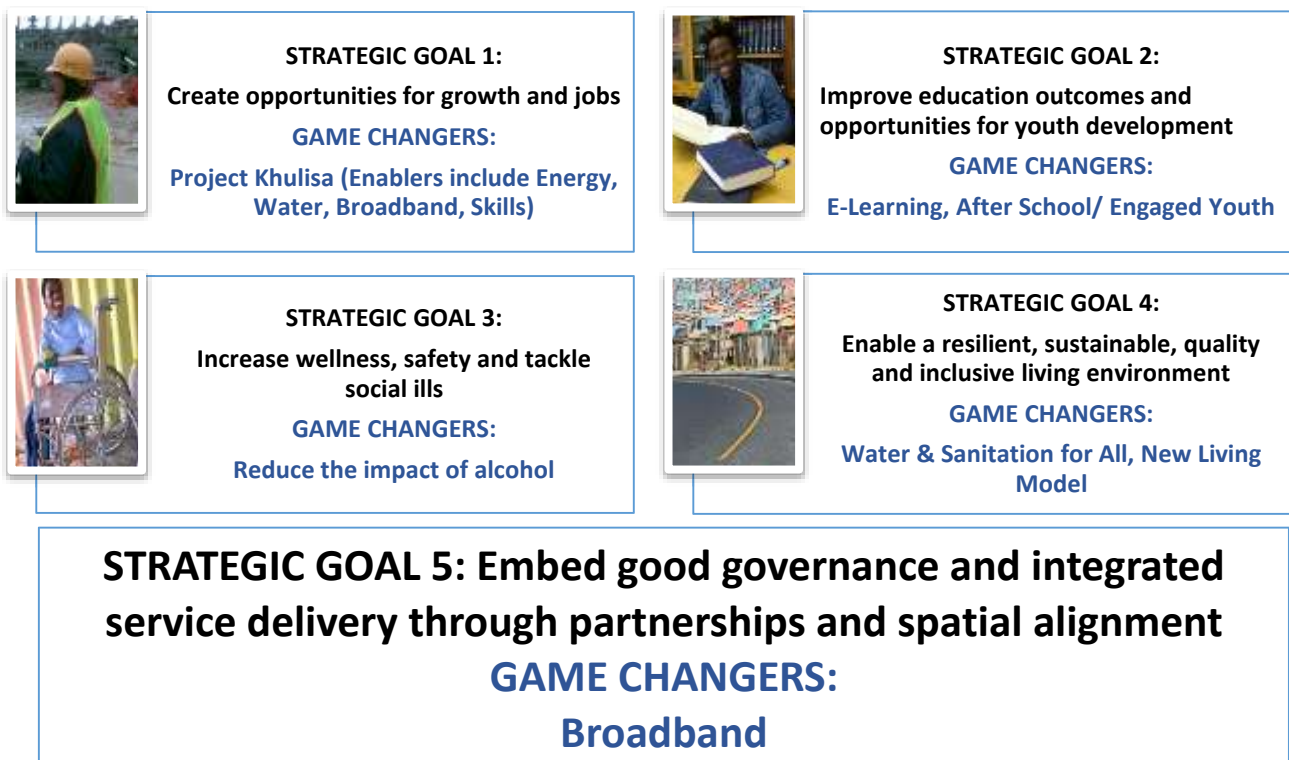 STRATEGIC GOAL 1:
Create opportunities for growth and jobs
GAME CHANGERS:
Project Khulisa (Enablers include Energy,
Water, Broadband, Skills)
STRATEGIC GOAL 2:
Improve education outcomes and
opportunities for youth development
GAME CHANGERS:
E-Learning, After School/ Engaged Youth
STRATEGIC GOAL 3:
Increase wellness, safety and tackle
social ills
GAME CHANGERS:
Reduce the impact of alcohol
STRATEGIC GOAL 4:
Enable a resilient, sustainable, quality
and inclusive living environment
GAME CHANGERS:
Water & Sanitation for All, New Living
Model
STRATEGIC GOAL 5: Embed good governance and integrated
service delivery through partnerships and spatial alignment
GAME CHANGERS:
Broadband